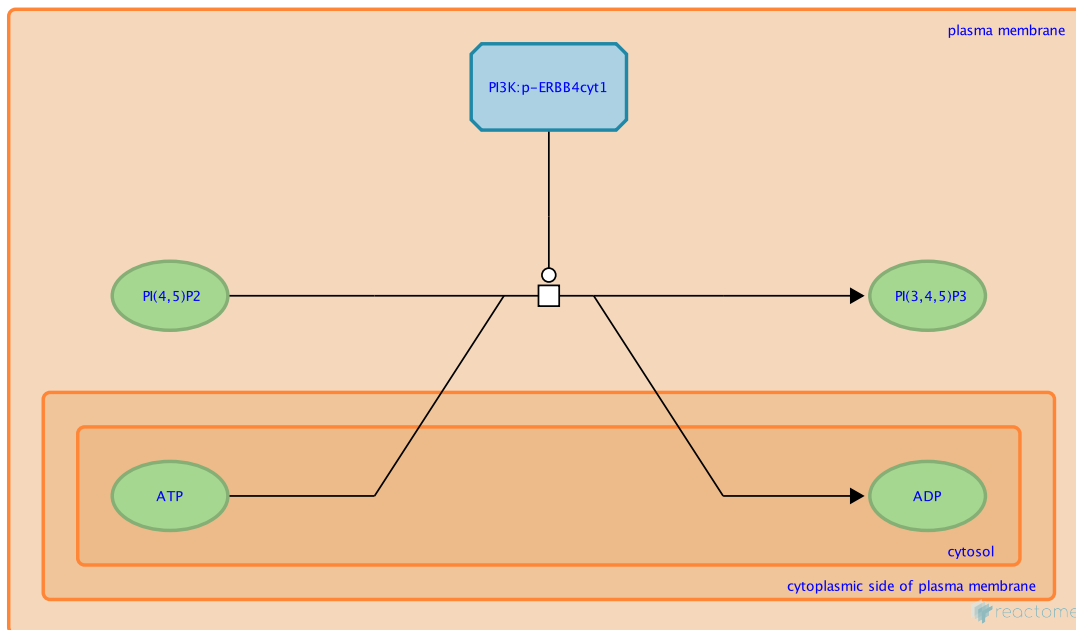 plasma membrane
PI3K:p-ERBB4cyt1
PI(4,5)P2
PI(3,4,5)P3
ATP
ADP
cytosol
cytoplasmic side of plasma membrane
reactome